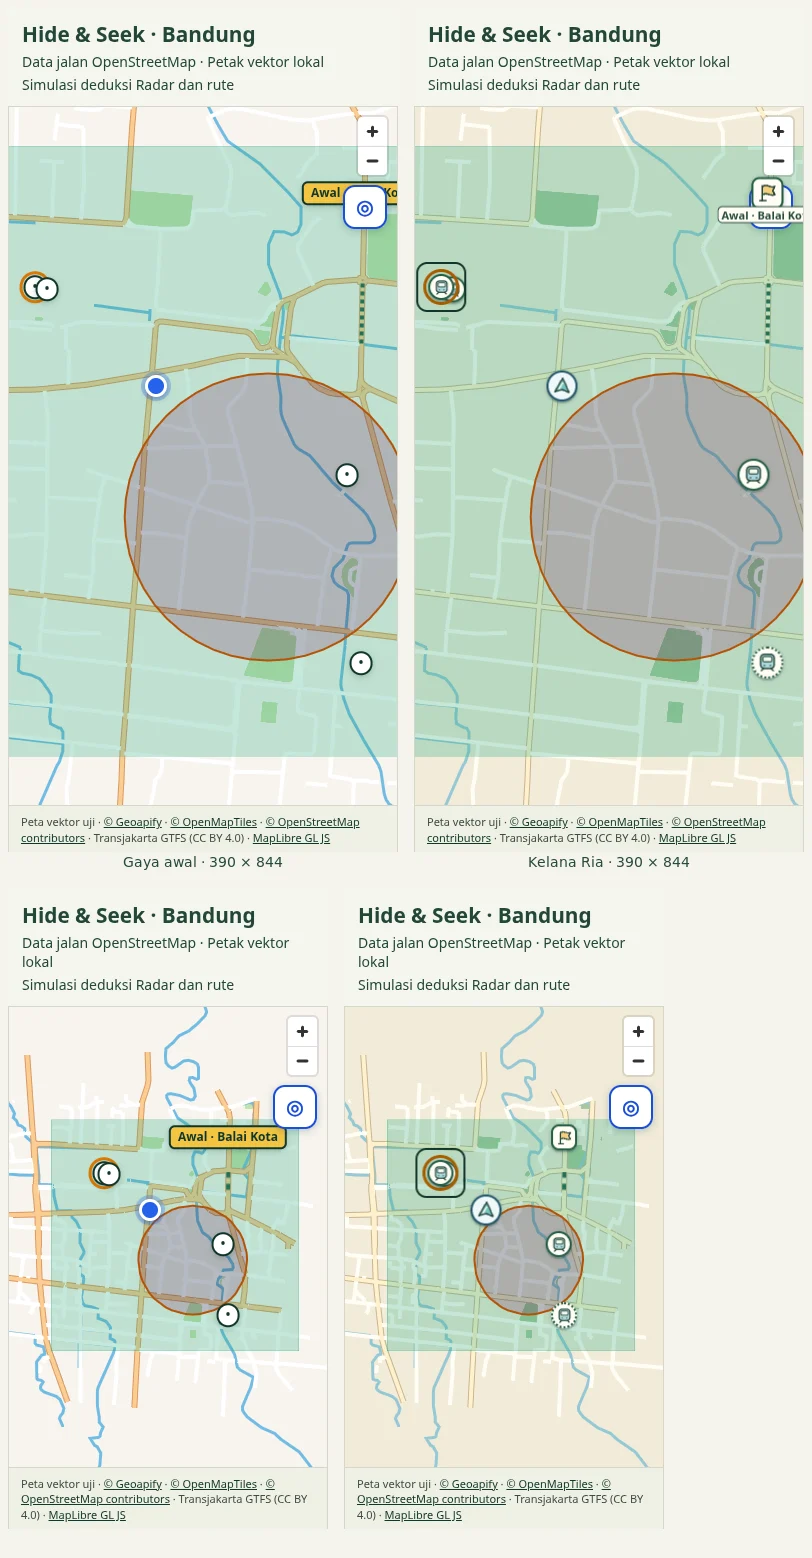 Hide & Seek · Bandung
Data jalan OpenStreetMap · Petak vektor lokal
Simulasi deduksi Radar dan rute
+
−
Awal
Ko
Peta vektor uji · © Geoapify · © OpenMapTiles · © OpenStreetMap
contributors · Transjakarta GTFS (CC BY 4.0) · MapLibre GL JS
Gaya awal · 390 × 844
Hide & Seek · Bandung
Data jalan OpenStreetMap · Petak vektor lokal
Simulasi deduksi Radar dan rute
+
−
Awal · Balai Ko
Peta vektor uji · © Geoapify · © OpenMapTiles · © OpenStreetMap
contributors · Transjakarta GTFS (CC BY 4.0) · MapLibre GL JS
Kelana Ria · 390 × 844
Hide & Seek · Bandung
Data jalan OpenStreetMap · Petak vektor
lokal
Simulasi deduksi Radar dan rute
+
−
Awal · Balai Kota
Peta vektor uji · © Geoapify · © OpenMapTiles · ©
OpenStreetMap contributors · Transjakarta GTFS (CC BY
4.0) · MapLibre GL JS
Hide & Seek · Bandung
Data jalan OpenStreetMap · Petak vektor
lokal
Simulasi deduksi Radar dan rute
+
−
Peta vektor uji · © Geoapify · © OpenMapTiles · ©
OpenStreetMap contributors · Transjakarta GTFS (CC BY
4.0) · MapLibre GL JS